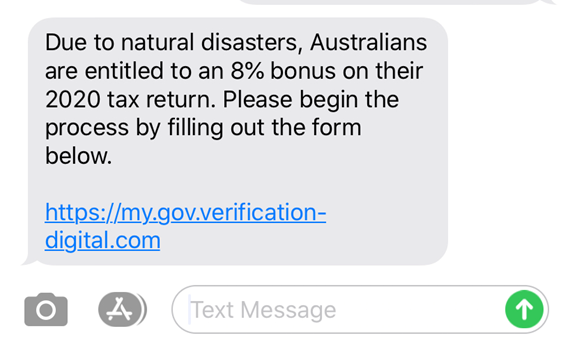 Due to natural disasters, Australians
are entitled to an 8% bonus on their
2020 tax return. Please begin the
process by filling out the form
below.
https://my.gov.verification-
digital.com
Text Message